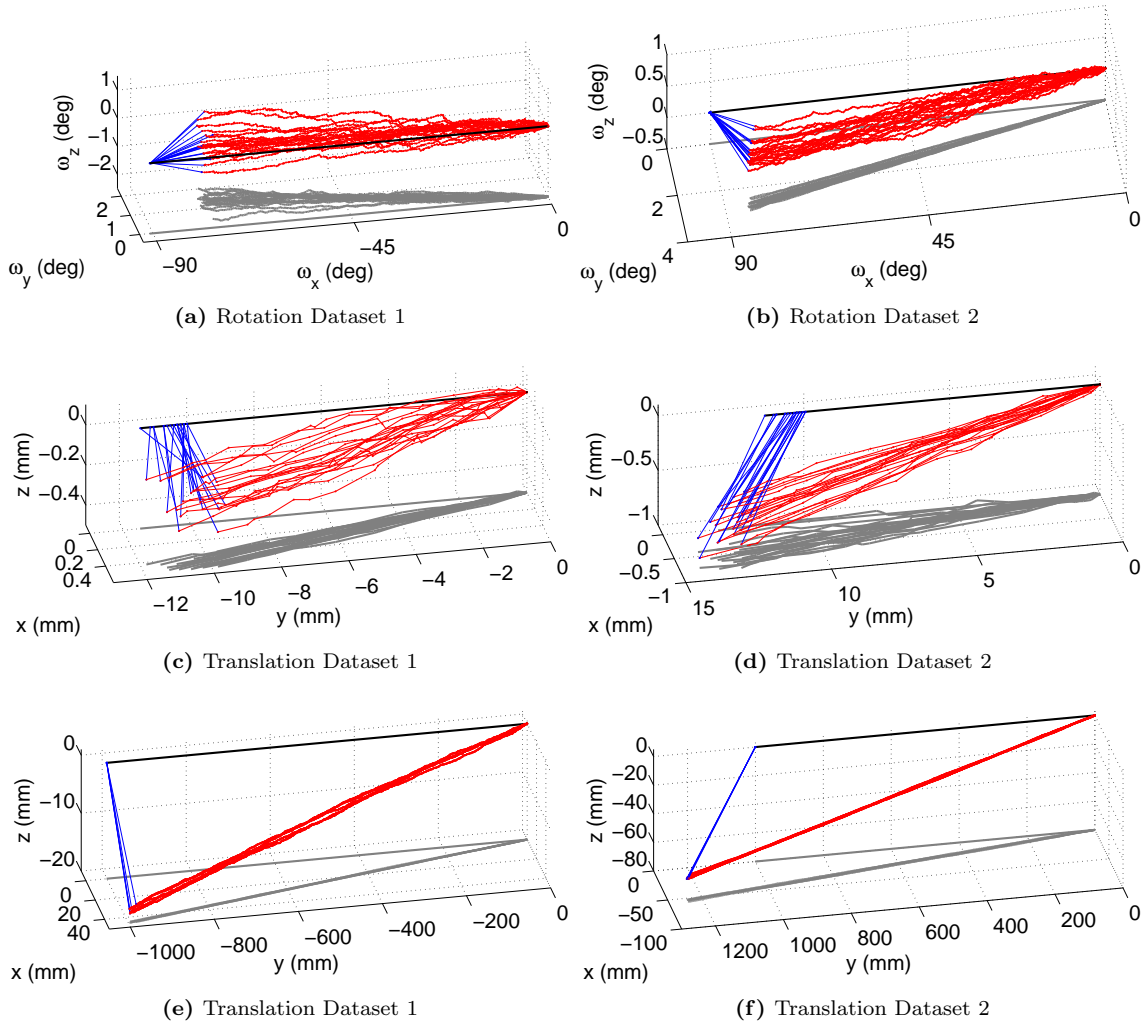 1
0
−1
−2
ω_z (deg)
2
1
0
ω_y (deg)
−90
−45
0
ω_x (deg)
(a) Rotation Dataset 1
1
0.5
0
−0.5
ω_z (deg)
0
2
4
ω_y (deg)
90
45
0
ω_x (deg)
(b) Rotation Dataset 2
0
−0.2
−0.4
z (mm)
0
0.2
0.4
x (mm)
−12
−10
−8
−6
−4
−2
0
y (mm)
(c) Translation Dataset 1
0
−0.5
−1
z (mm)
0
−0.5
−1
x (mm)
15
10
5
0
y (mm)
(d) Translation Dataset 2
0
−10
−20
z (mm)
0
20
40
x (mm)
−1000
−800
−600
−400
−200
0
y (mm)
(e) Translation Dataset 1
0
−20
−40
−60
−80
z (mm)
0
−50
−100
x (mm)
1200
1000
800
600
400
200
0
y (mm)
(f) Translation Dataset 2